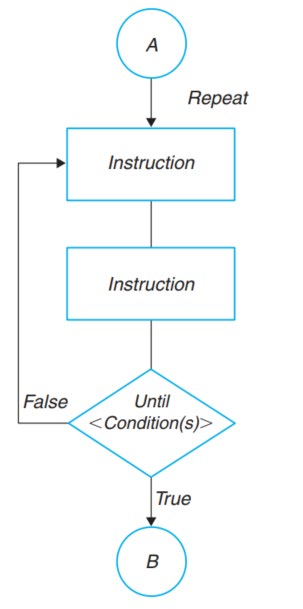 A
Repeat
Instruction
Instruction
Until
<Condition(s)>
False
True
B